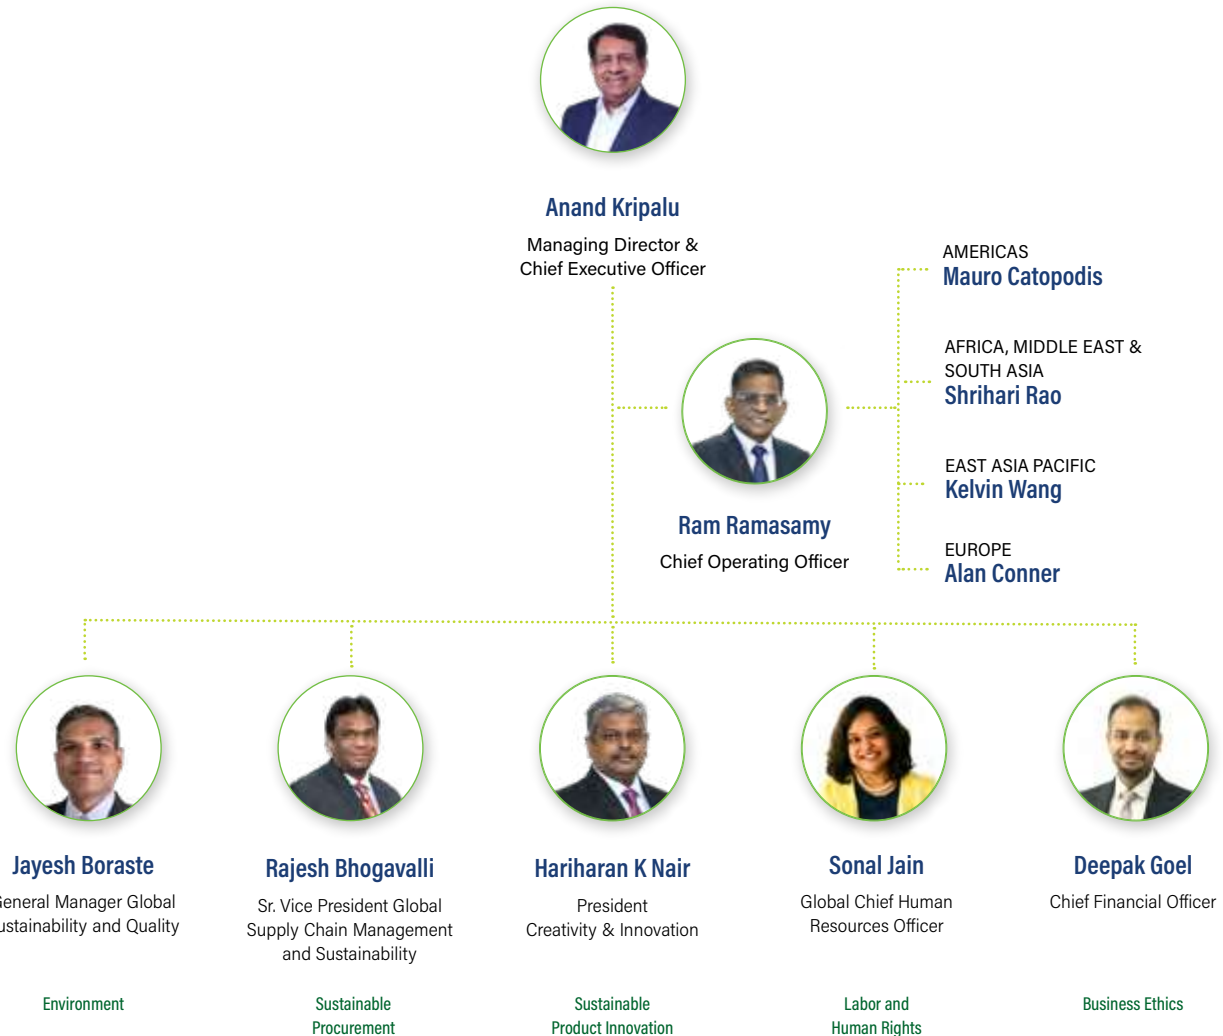 Anand Kripalu
Managing Director &
Chief Executive Officer
AMERICAS
Mauro Catopodis
AFRICA, MIDDLE EAST &
SOUTH ASIA
Shrihari Rao
EAST ASIA PACIFIC
Kelvin Wang
EUROPE
Alan Conner
Ram Ramasamy
Chief Operating Officer
Jayesh Boraste
General Manager Global
Sustainability and Quality
Environment
Rajesh Bhogavalli
Sr. Vice President Global
Supply Chain Management
and Sustainability
Sustainable
Procurement
Hariharan K Nair
President
Creativity & Innovation
Sustainable
Product Innovation
Sonal Jain
Global Chief Human
Resources Officer
Labor and
Human Rights
Deepak Goel
Chief Financial Officer
Business Ethics